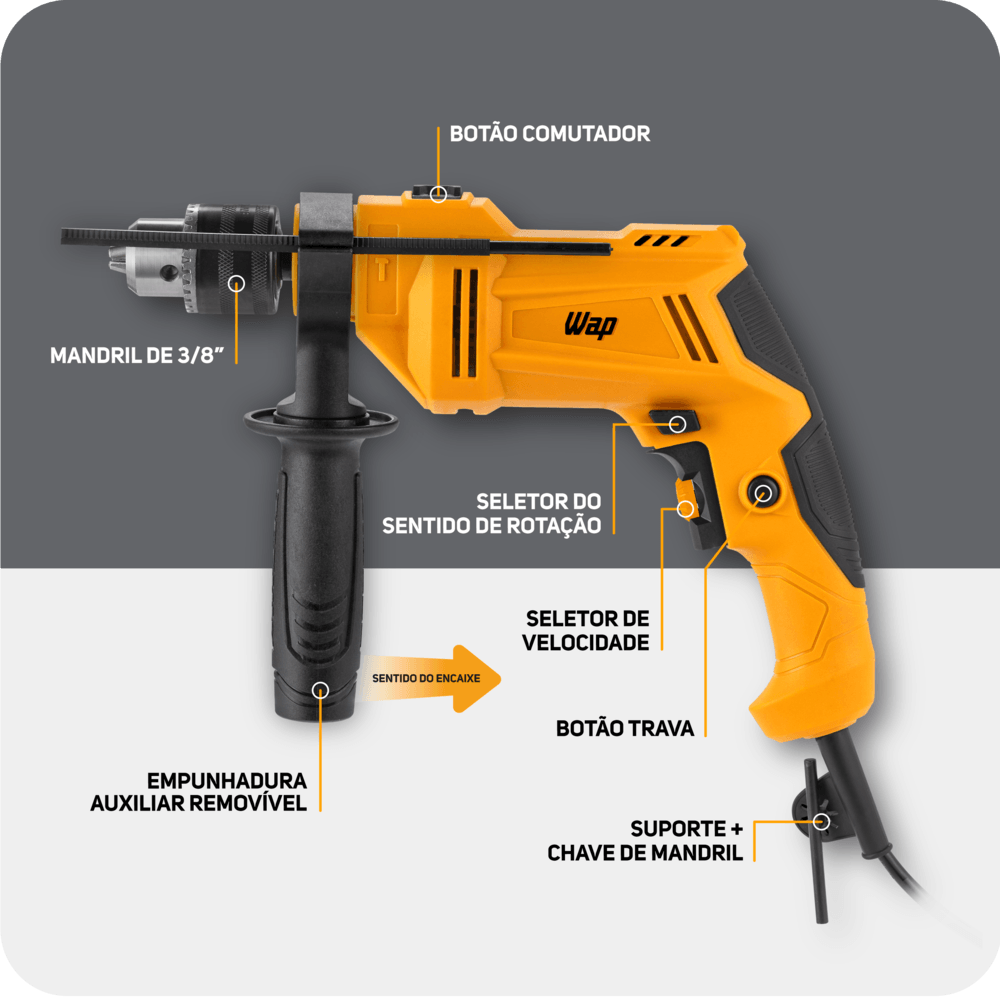 BOTÃO COMUTADOR
MANDRIL DE 3/8”
Wap
SELETOR DO
SENTIDO DE ROTAÇÃO
SELETOR DE
VELOCIDADE
SENTIDO DO ENCAIXE
BOTÃO TRAVA
EMPUNHADURA
AUXILIAR REMOVÍVEL
SUPORTE +
CHAVE DE MANDRIL